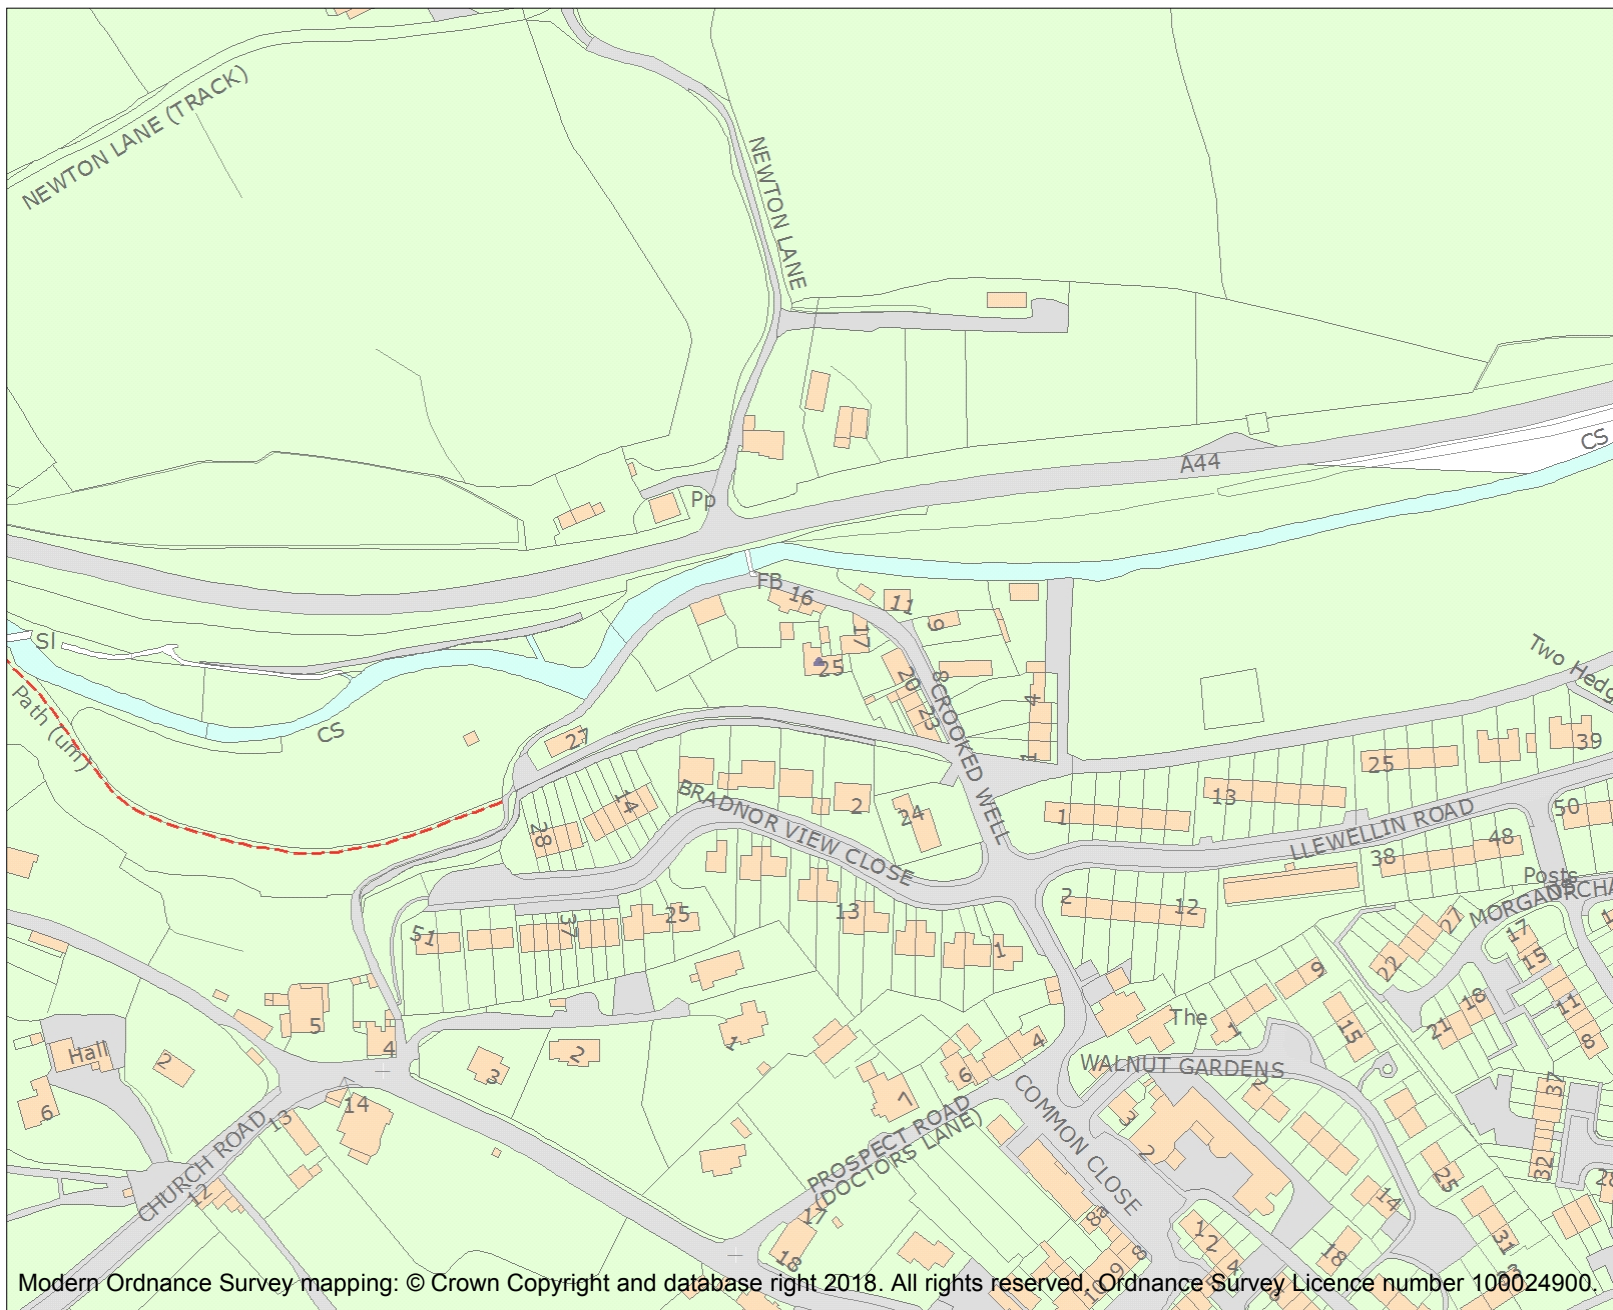 NEWTON LANE (TRACK)
NEWTON LANE
A44
CS
Pp
FB
16
11
9
17
25
Sl
Path (um)
CS
27
20
23
8
CROOKED WELL
4
1
Two Hedg
39
25
13
1
50
BRADNOR VIEW CLOSE
2
24
14
28
LLEWELLIN ROAD
48
38
Posts
MORGAN
ORCHA
2
12
13
25
37
51
1
27
22
17
15
11
8
18
21
9
1
15
The
WALNUT GARDENS
2
5
4
Hall
2
6
3
2
1
4
6
7
14
13
12
CHURCH ROAD
PROSPECT ROAD
(DOCTORS LANE)
COMMON CLOSE
3
2
17
18
8a
8
9
10
12
4
14
18
25
31
37
32
Modern Ordnance Survey mapping: © Crown Copyright and database right 2018. All rights reserved. Ordnance Survey Licence number 100024900.